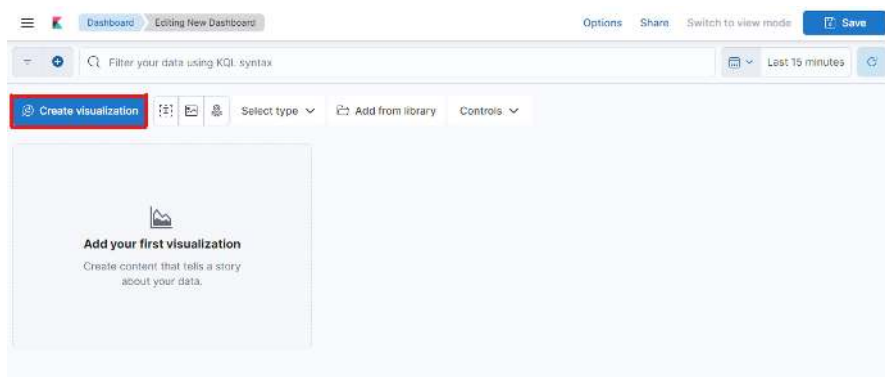 Dashboard Editing New Dashboard Options Share Switch to view mode Save
Filter your data using KQL syntax Last 15 minutes
Create visualization Select type Add from library Controls
Add your first visualization
Create content that tells a story
about your data.